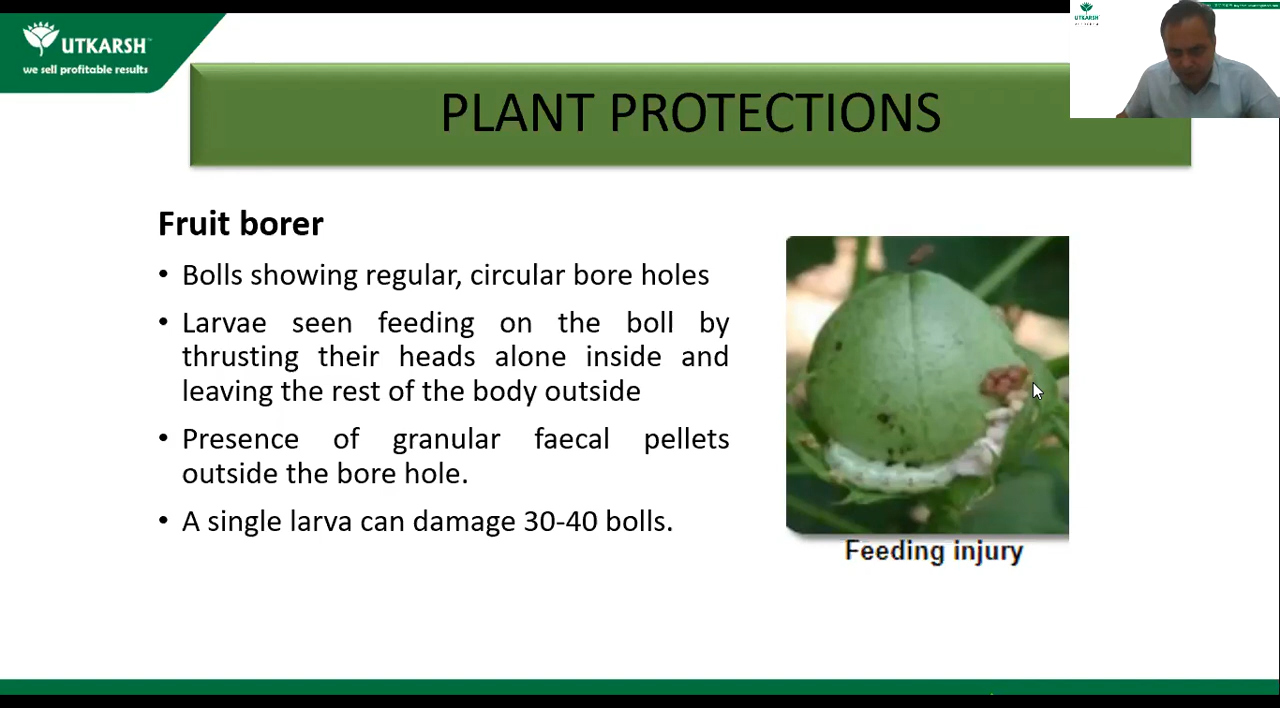 UTKARSH
we sell profitable results
UTKARSH
PLANT PROTECTIONS
Fruit borer
• Bolls showing regular, circular bore holes
• Larvae seen feeding on the boll by
thrusting their heads alone inside and
leaving the rest of the body outside
• Presence of granular faecal pellets
outside the bore hole.
• A single larva can damage 30-40 bolls.
Feeding injury